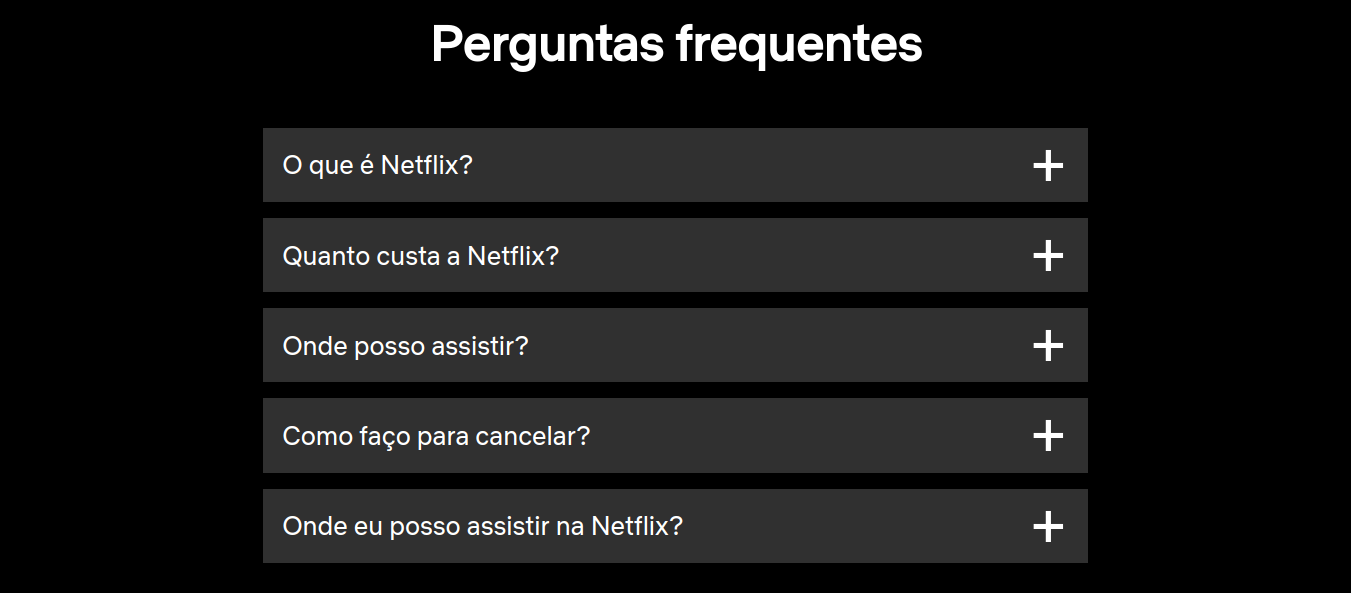 Perguntas frequentes
O que é Netflix?
Quanto custa a Netflix?
Onde posso assistir?
Como faço para cancelar?
Onde eu posso assistir na Netflix?